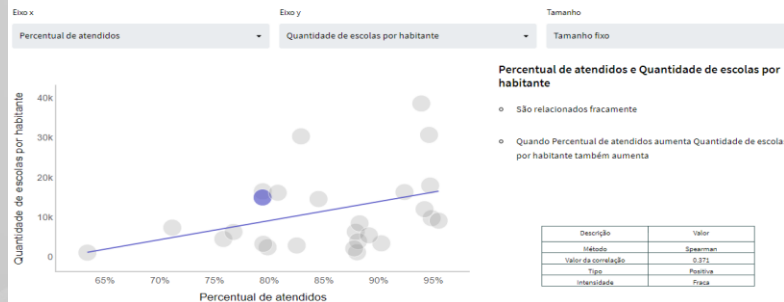 Eixo x
Eixo y
Tamanho
Percentual de atendidos
Quantidade de escolas por habitante
Tamanho fixo
Percentual de atendidos e Quantidade de escolas por
habitante
São relacionados fracamente
Quando Percentual de atendidos aumenta Quantidade de escolas
por habitante também aumenta
Quantidade de escolas por habitante
40k
30k
20k
10k
0
65% 70% 75% 80% 85% 90% 95%
Percentual de atendidos
Descrição Valor
Método Spearman
Valor da correlação 0.371
Tipo Positiva
Intensidade Fraca